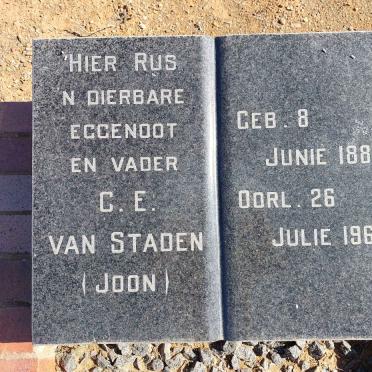 'HIER RUS
'N DIERBARE
EGGENOOT
EN VADER
C. E.
VAN STADEN
(JOON)
GEB. 8
JUNIE 188
OORL. 26
JULIE 196